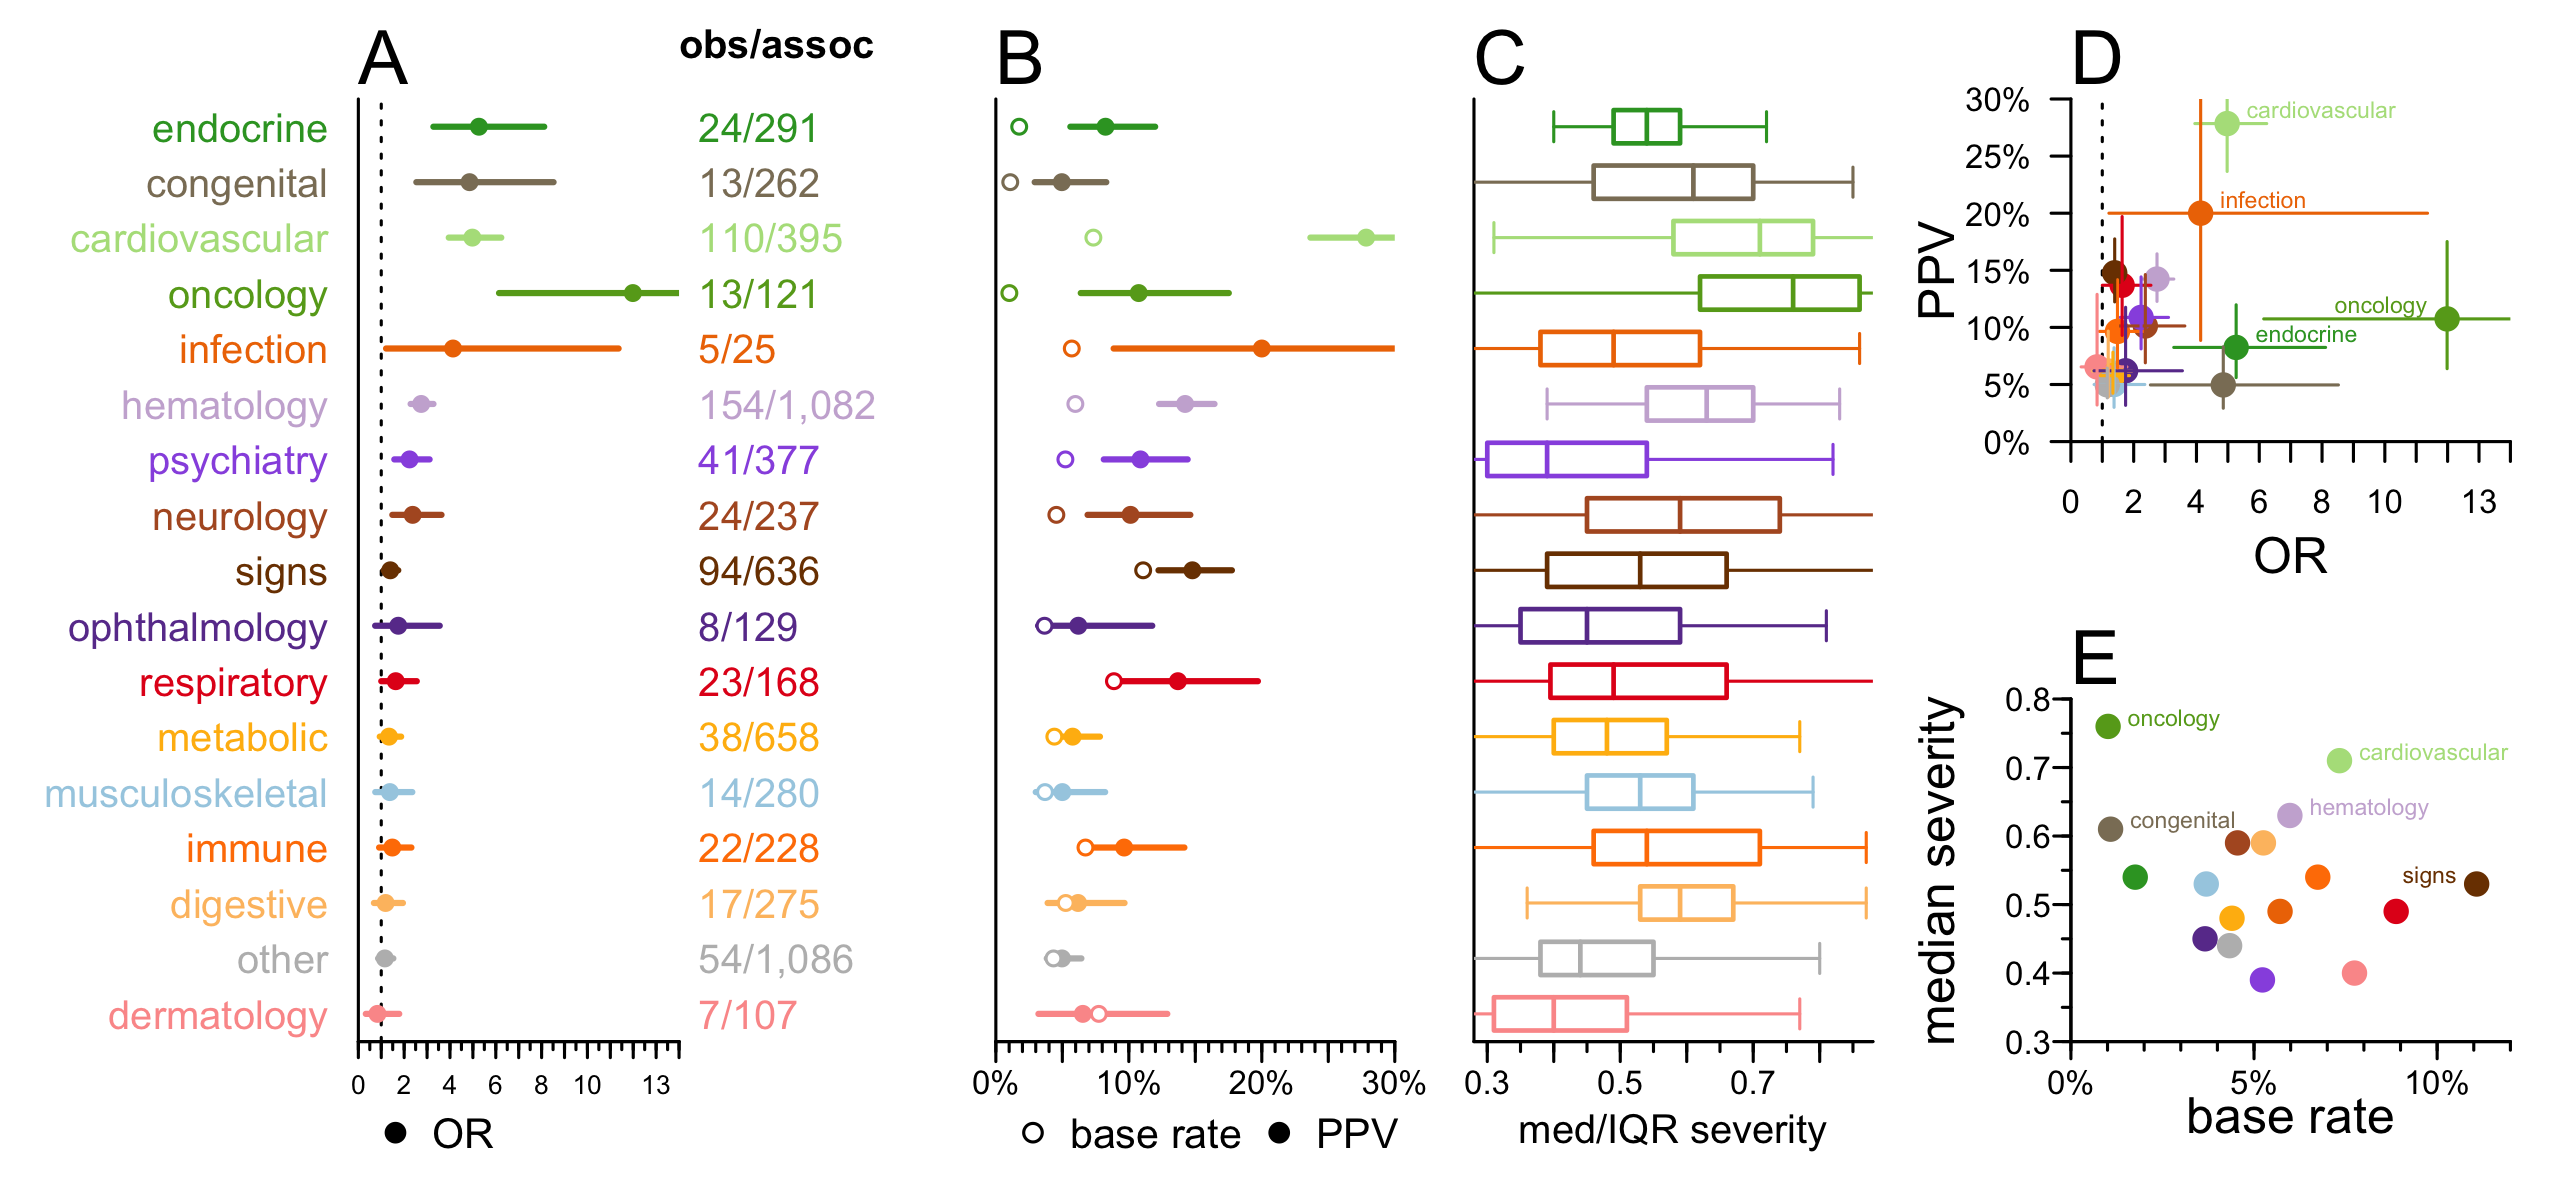 A
obs/assoc
endocrine
24/291
congenital
13/262
cardiovascular
110/395
oncology
13/121
infection
5/25
hematology
154/1,082
psychiatry
41/377
neurology
24/237
signs
94/636
ophthalmology
8/129
respiratory
23/168
metabolic
38/658
musculoskeletal
14/280
immune
22/228
digestive
17/275
other
54/1,086
dermatology
7/107
0 2 4 6 8 10 13
OR
B
0% 10% 20% 30%
base rate PPV
C
0.3 0.5 0.7
med/IQR severity
D
PPV
30%
25%
20%
15%
10%
5%
0%
cardiovascular
infection
oncology
endocrine
0 2 4 6 8 10 13
OR
E
median severity
0.8
0.7
0.6
0.5
0.4
0.3
oncology
cardiovascular
hematology
congenital
signs
0% 5% 10%
base rate